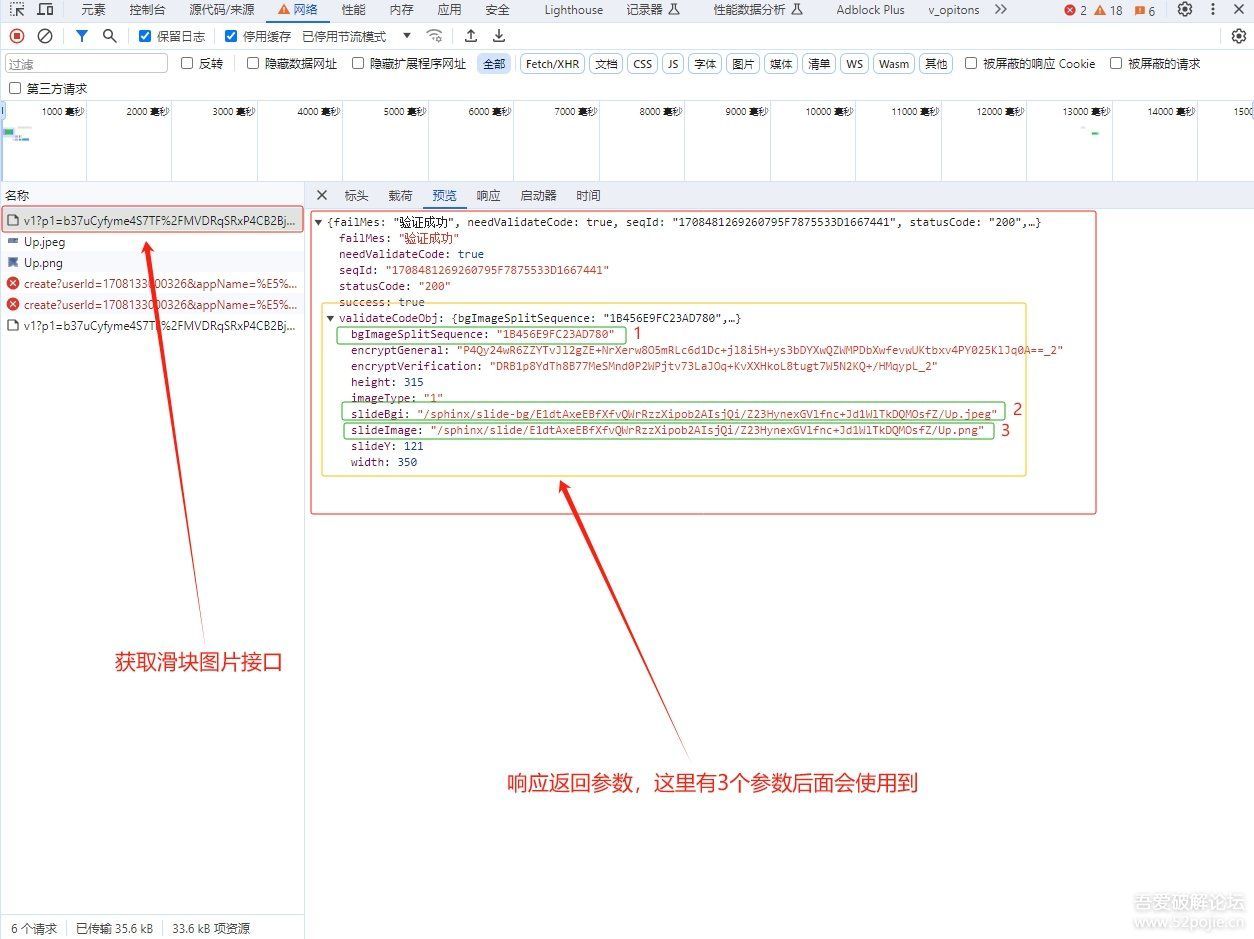 元素 控制台 源代码/来源 网络 性能 内存 应用 安全 Lighthouse 记录器 性能数据分析 Adblock Plus v_opitons 2 18 6
保留日志 停用缓存 已停用节流模式
过滤 反转 隐藏数据网址 隐藏扩展程序网址 全部 Fetch/XHR 文档 CSS JS 字体 图片 媒体 清单 WS Wasm 其他 被屏蔽的响应 Cookie 被屏蔽的请求
第三方请求
1000 毫秒 2000 毫秒 3000 毫秒 4000 毫秒 5000 毫秒 6000 毫秒 7000 毫秒 8000 毫秒 9000 毫秒 10000 毫秒 11000 毫秒 12000 毫秒 13000 毫秒 14000 毫秒 1500
名称
v1?p1=b37uCyfyme4S7TF%2FMVDRqSRxP4CB2Bj...
Up.jpeg
Up.png
create?userId=1708133000326&appName=%E5%...
create?userId=1708133000326&appName=%E5%...
v1?p1=b37uCyfyme4S7TF%2FMVDRqSRxP4CB2Bj...
标头 载荷 预览 响应 启动器 时间
{failMes: "验证成功", needValidateCode: true, seqId: "1708481269260795F7875533D1667441", statusCode: "200",…}
failMes: "验证成功"
needValidateCode: true
seqId: "1708481269260795F7875533D1667441"
statusCode: "200"
success: true
validateCodeObj: {bgImageSplitSequence: "1B456E9FC23AD780",…}
bgImageSplitSequence: "1B456E9FC23AD780" 1
encryptGeneral: "P4Qy24wR6ZZYTvJl2gZE+NrXerw8O5mRLc6d1Dc+jl8i5H+ys3bDYXwQZWMPDbXwfevwUKtbxv4PY025KlJq0A==_2"
encryptVerification: "DRB1p8YdTh8B77MeSMnd0P2WPjtv73LaJOq+KvXXHkoL8tugt7W5N2KQ+/HMqypL_2"
height: 315
imageType: "1"
slideBgi: "/sphinx/slide-bg/E1dtAxeEBfXfvQWrRzzXipob2AIsjQi/Z23HynexGVlfnc+Jd1WlTkDQMOsfZ/Up.jpeg" 2
slideImage: "/sphinx/slide/E1dtAxeEBfXfvQWrRzzXipob2AIsjQi/Z23HynexGVlfnc+Jd1WlTkDQMOsfZ/Up.png" 3
slideY: 121
width: 350
获取滑块图片接口
响应返回参数，这里有3个参数后面会使用到
6 个请求 已传输 35.6 kB 33.6 kB 项资源
吾爱破解论坛
www.52pojie.cn